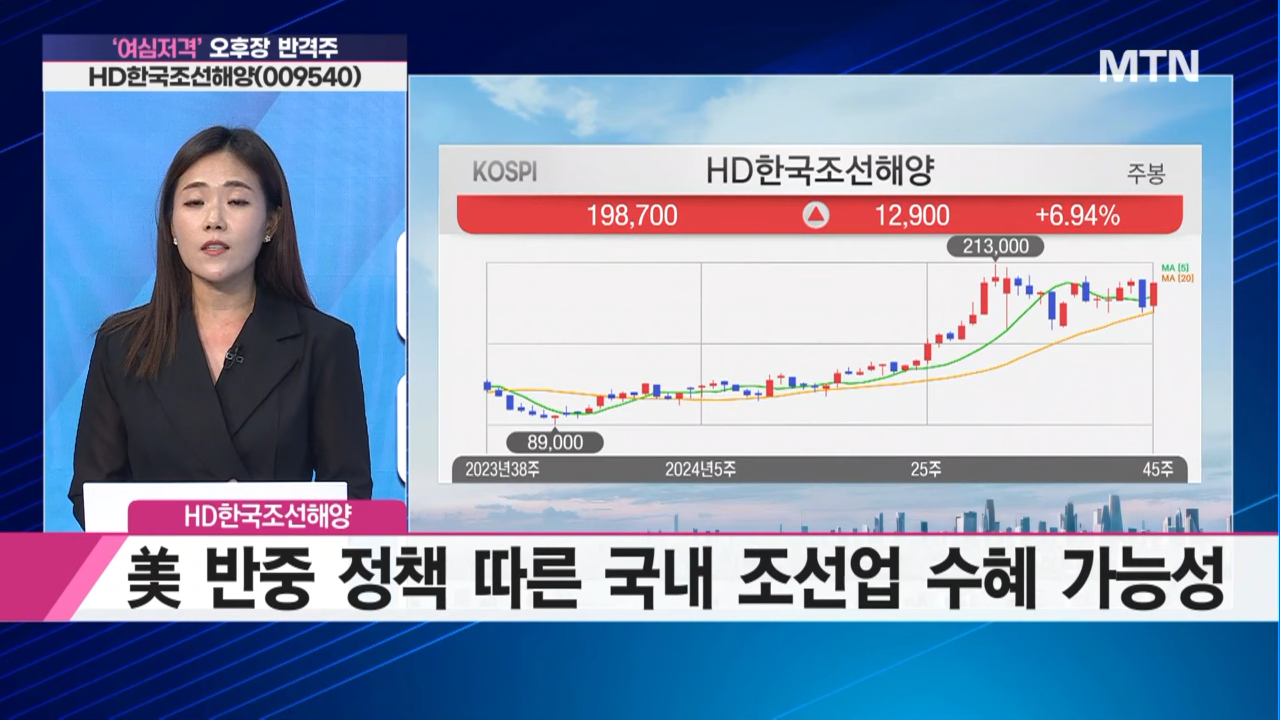 '여심저격' 오후장 반격주
HD한국조선해양(009540)
MTN
KOSPI
HD한국조선해양
주봉
198,700 ▲ 12,900 +6.94%
213,000
MA [5]
MA [20]
89,000
2023년38주 2024년5주 25주 45주
HD한국조선해양
美 반중 정책 따른 국내 조선업 수혜 가능성